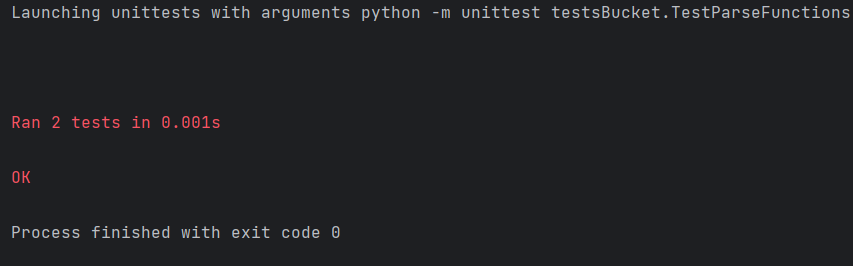 Launching unittests with arguments python -m unittest testsBucket.TestParseFunctions
Ran 2 tests in 0.001s
OK
Process finished with exit code 0